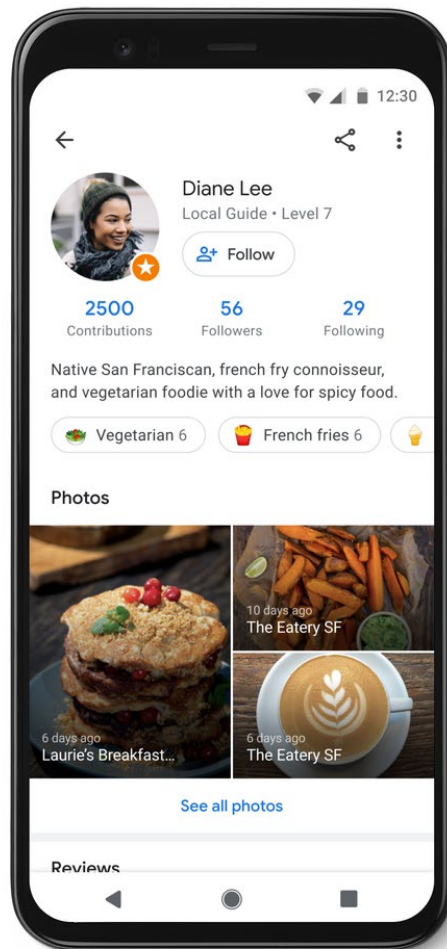 12:30
Diane Lee
Local Guide • Level 7
Follow
2500 56 29
Contributions Followers Following
Native San Franciscan, french fry connoisseur,
and vegetarian foodie with a love for spicy food.
Vegetarian 6 French fries 6
Photos
10 days ago
The Eatery SF
6 days ago
Laurie's Breakfast...
6 days ago
The Eatery SF
See all photos
Reviews